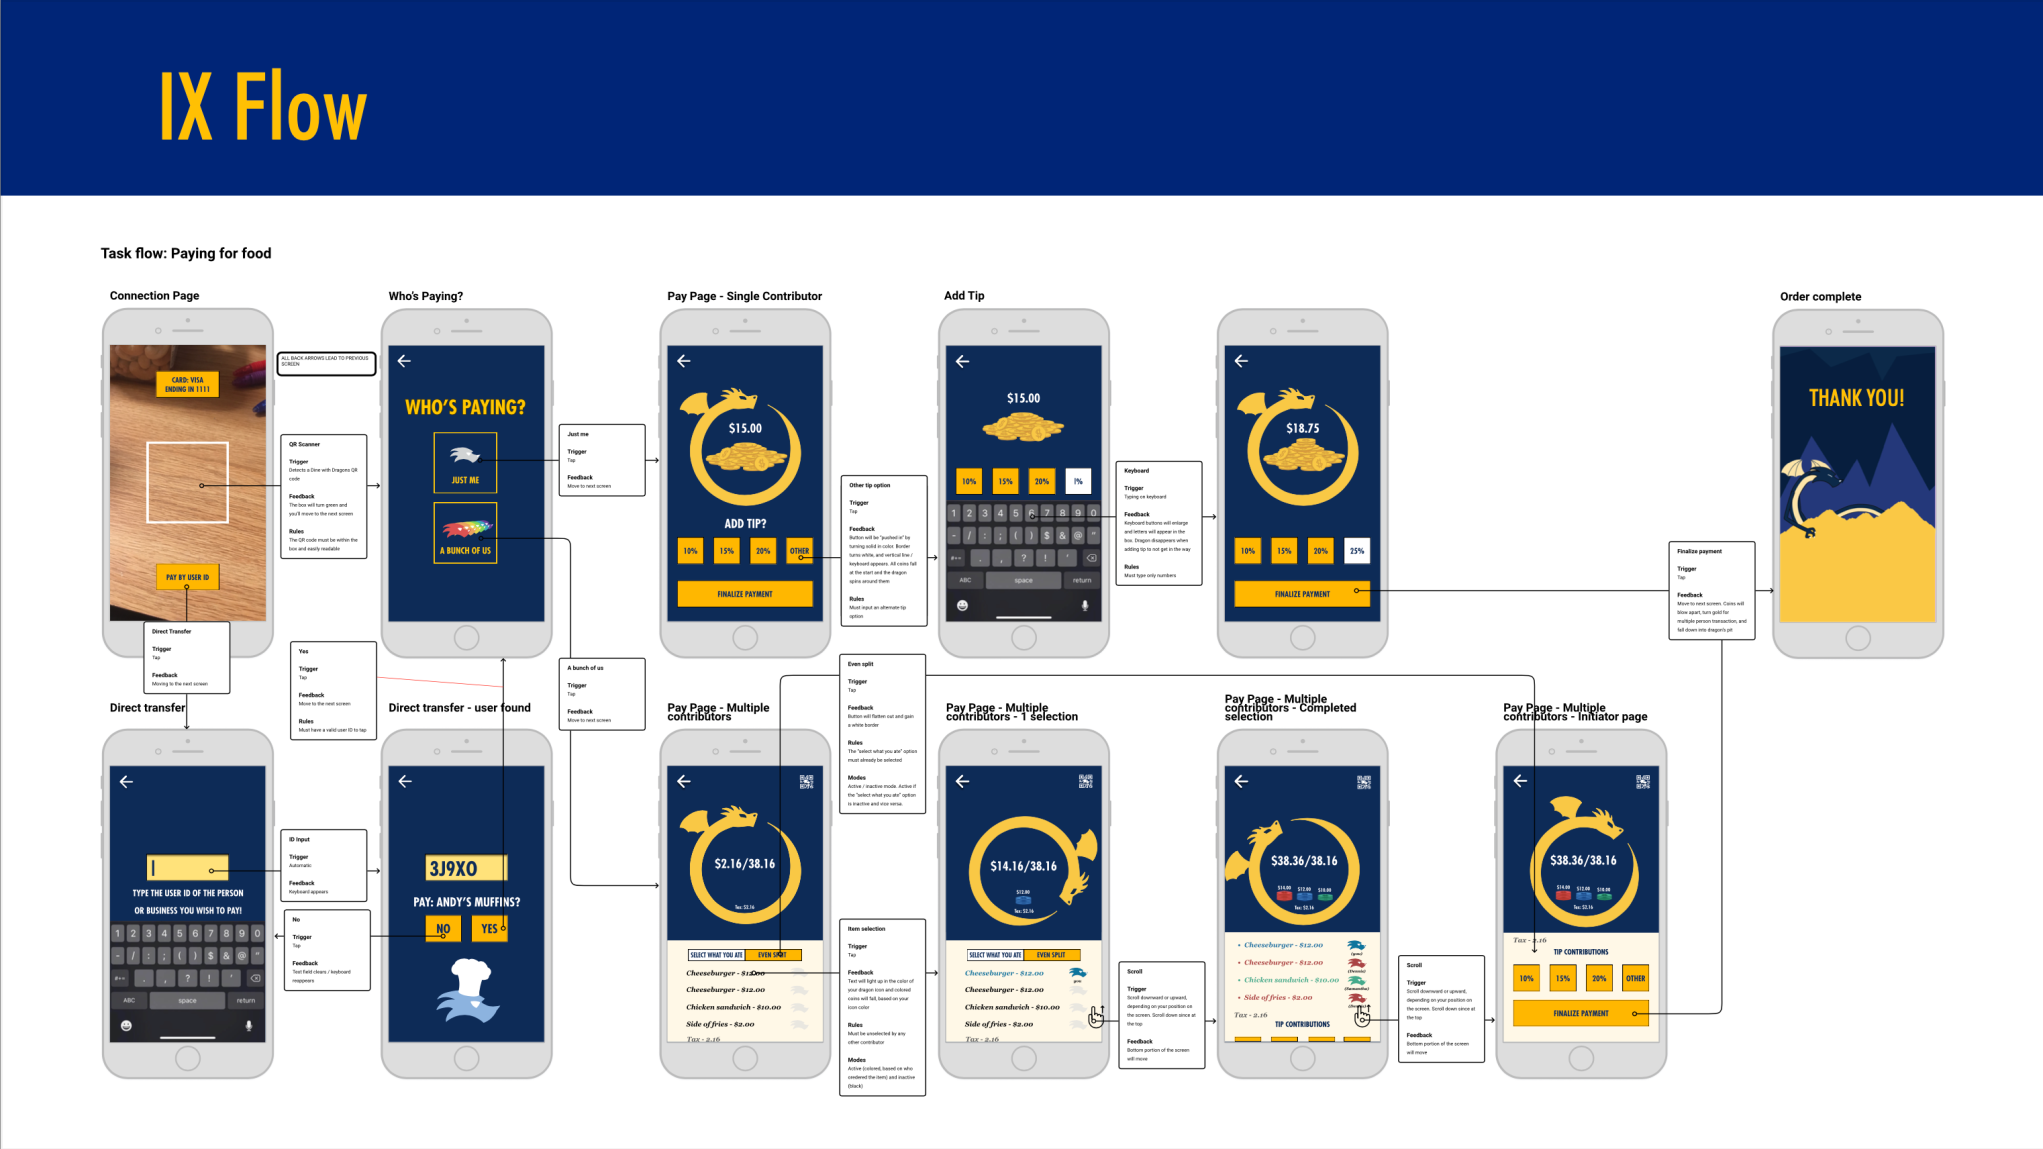 IX Flow
Task flow: Paying for food
Connection Page
CARD: VISA
ENDING IN 1111
PAY BY USER ID
ALL BACK ARROWS LEAD TO PREVIOUS
SCREEN
QR Scanner
Trigger
Detects a Dine with Dragons QR
code
Feedback
The box will turn green and
you'll move to the next screen
Rules
The QR code must be within the
box and easily readable
Who's Paying?
WHO'S PAYING?
JUST ME
A BUNCH OF US
Just me
Trigger
Tap
Feedback
Move to next screen
Pay Page - Single Contributor
$15.00
ADD TIP?
10%
15%
20%
OTHER
FINALIZE PAYMENT
Other tip option
Trigger
Tap
Feedback
Button will be "pushed in" by
turning solid in color. Border
turns white, and vertical line /
keyboard appears. All coins fall
at the start and the dragon
spins around them
Rules
Must input an alternate tip
option
Add Tip
$15.00
10%
15%
20%
1 2 3 4 5 6 7 8 9 0
- / : ; ( ) $ & @ "
#+= . , ? ! '
ABC
space
return
Keyboard
Trigger
Typing on keyboard
Feedback
Keyboard buttons will enlarge
and letters will appear in the
box. Dragon disappears when
adding tip to not get in the way
Rules
Must type only numbers
$18.75
10%
15%
20%
25%
FINALIZE PAYMENT
Finalize payment
Trigger
Tap
Feedback
Move to next screen. Coins will
blow apart, turn gold for
multiple person transaction, and
fall down into dragon's pit
Order complete
THANK YOU!
Direct Transfer
Trigger
Tap
Feedback
Moving to the next screen
Direct transfer
TYPE THE USER ID OF THE PERSON
OR BUSINESS YOU WISH TO PAY!
1 2 3 4 5 6 7 8 9 0
- / : ; ( ) $ & @ "
#+= . , ? ! '
ABC
space
return
Yes
Trigger
Tap
Feedback
Move to the next screen
Rules
Must have a valid user ID to tap
ID Input
Trigger
Automatic
Feedback
Keyboard appears
No
Trigger
Tap
Feedback
Text field clears / keyboard
reappears
Direct transfer - user found
3J9XO
PAY: ANDY'S MUFFINS?
NO
YES
A bunch of us
Trigger
Tap
Feedback
Move to next screen
Pay Page - Multiple
contributors
$2.16/38.16
Tax: $2.16
SELECT WHAT YOU ATE
EVEN SPLIT
Cheeseburger - $12.00
Cheeseburger - $12.00
Chicken sandwich - $10.00
Side of fries - $2.00
Tax - 2.16
Even split
Trigger
Tap
Feedback
Button will flatten out and gain
a white border
Rules
The "select what you ate" option
must already be selected
Modes
Active / inactive mode. Active if
the "select what you ate" option
is inactive and vice versa
Item selection
Trigger
Tap
Feedback
Text will light up in the color of
your dragon icon and colored
coins will fall, based on your
icon color
Rules
Must be unselected by any
other contributor
Modes
Active (colored, based on who
ordered the item) and inactive
(black)
Pay Page - Multiple
contributors - 1 selection
$14.16/38.16
$12.00
Tax: $2.16
SELECT WHAT YOU ATE
EVEN SPLIT
Cheeseburger - $12.00
you
Cheeseburger - $12.00
Chicken sandwich - $10.00
Side of fries - $2.00
Tax - 2.16
Scroll
Trigger
Scroll downward or upward,
depending on your position on
the screen. Scroll down since at
the top
Feedback
Bottom portion of the screen
will move
Pay Page - Multiple
contributors - Completed
selection
$38.36/38.16
$14.00
$12.00
$10.00
Tax: $2.16
• Cheeseburger - $12.00
(you)
• Cheeseburger - $12.00
(Dennis)
• Chicken sandwich - $10.00
(Samantha)
• Side of fries - $2.00
Tax - 2.16
TIP CONTRIBUTIONS
Scroll
Trigger
Scroll downward or upward,
depending on your position on
the screen. Scroll down since at
the top
Feedback
Bottom portion of the screen
will move
Pay Page - Multiple
contributors - Initiator page
$38.36/38.16
$14.00
$12.00
$10.00
Tax: $2.16
Tax - 2.16
TIP CONTRIBUTIONS
10%
15%
20%
OTHER
FINALIZE PAYMENT